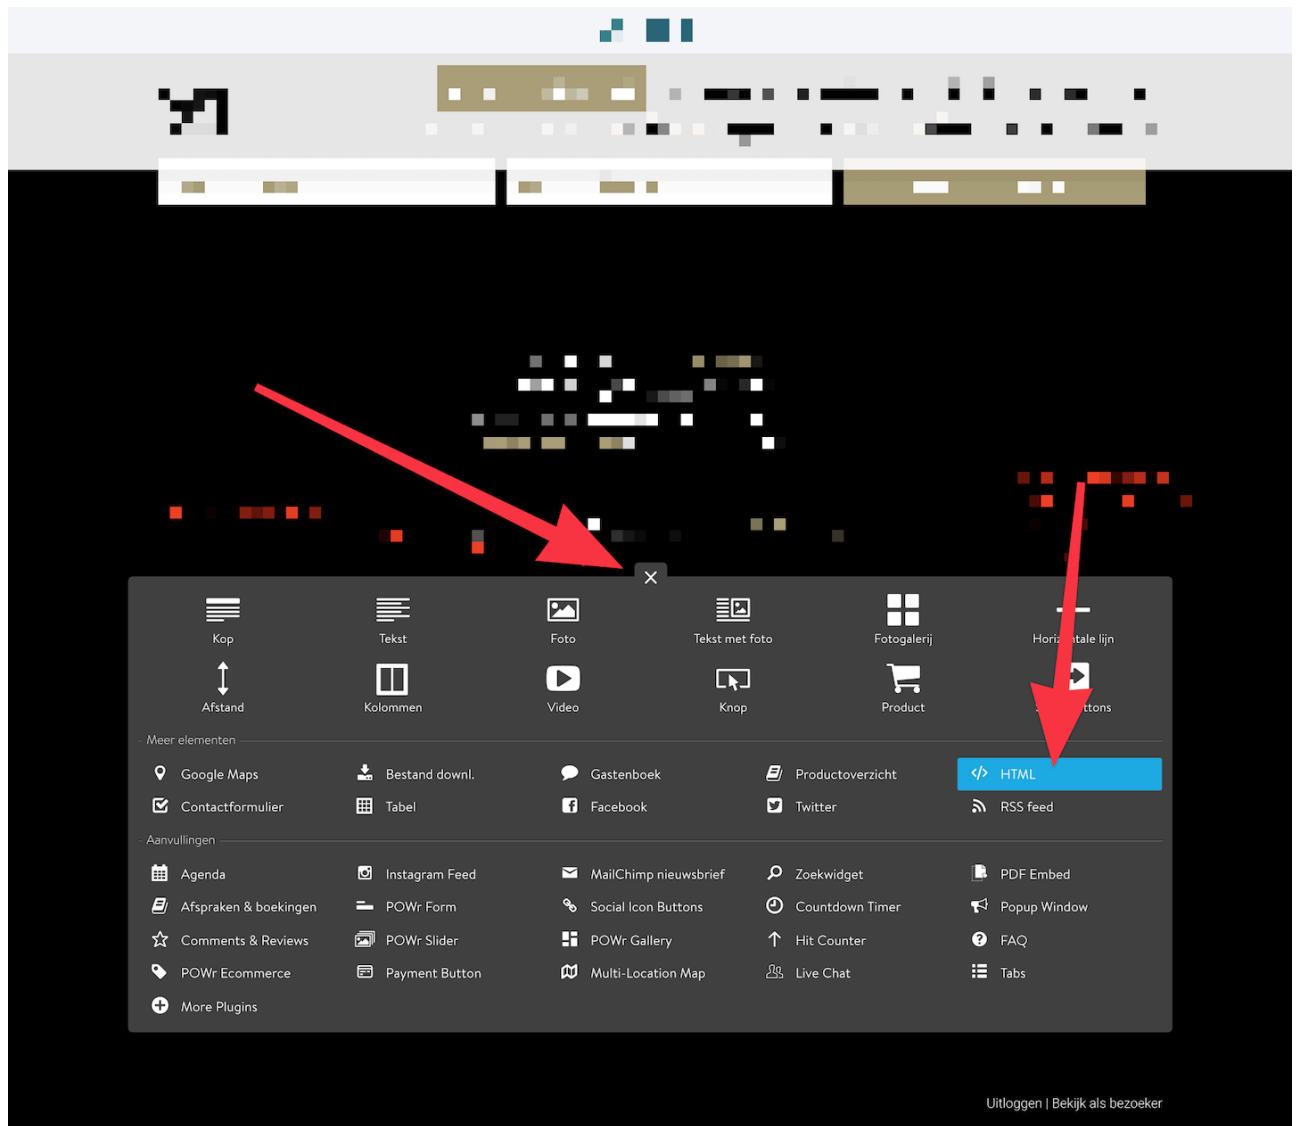 Kop Tekst Foto Tekst met foto Fotogalerij Horizontale lijn
Afstand Kolommen Video Knop Product
Meer elementen
Google Maps Bestand downl. Gastenboek Productoverzicht HTML
Contactformulier Tabel Facebook Twitter RSS feed
Aanvullingen
Agenda Instagram Feed MailChimp nieuwsbrief Zoekwidget PDF Embed
Afspraken & boekingen POWr Form Social Icon Buttons Countdown Timer Popup Window
Comments & Reviews POWr Slider POWr Gallery Hit Counter FAQ
POWr Ecommerce Payment Button Multi-Location Map Live Chat Tabs
More Plugins
Uitloggen | Bekijk als bezoeker